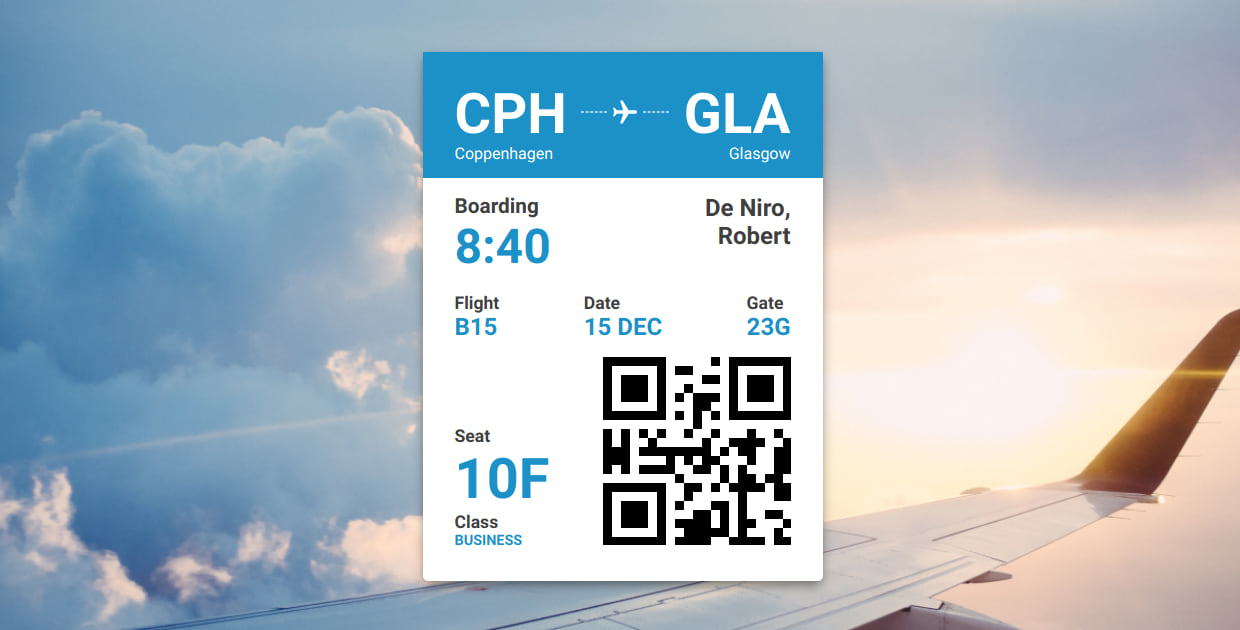 CPH GLA
Coppenhagen Glasgow
Boarding
8:40
De Niro,
Robert
Flight Date Gate
B15 15 DEC 23G
Seat
10F
Class
BUSINESS